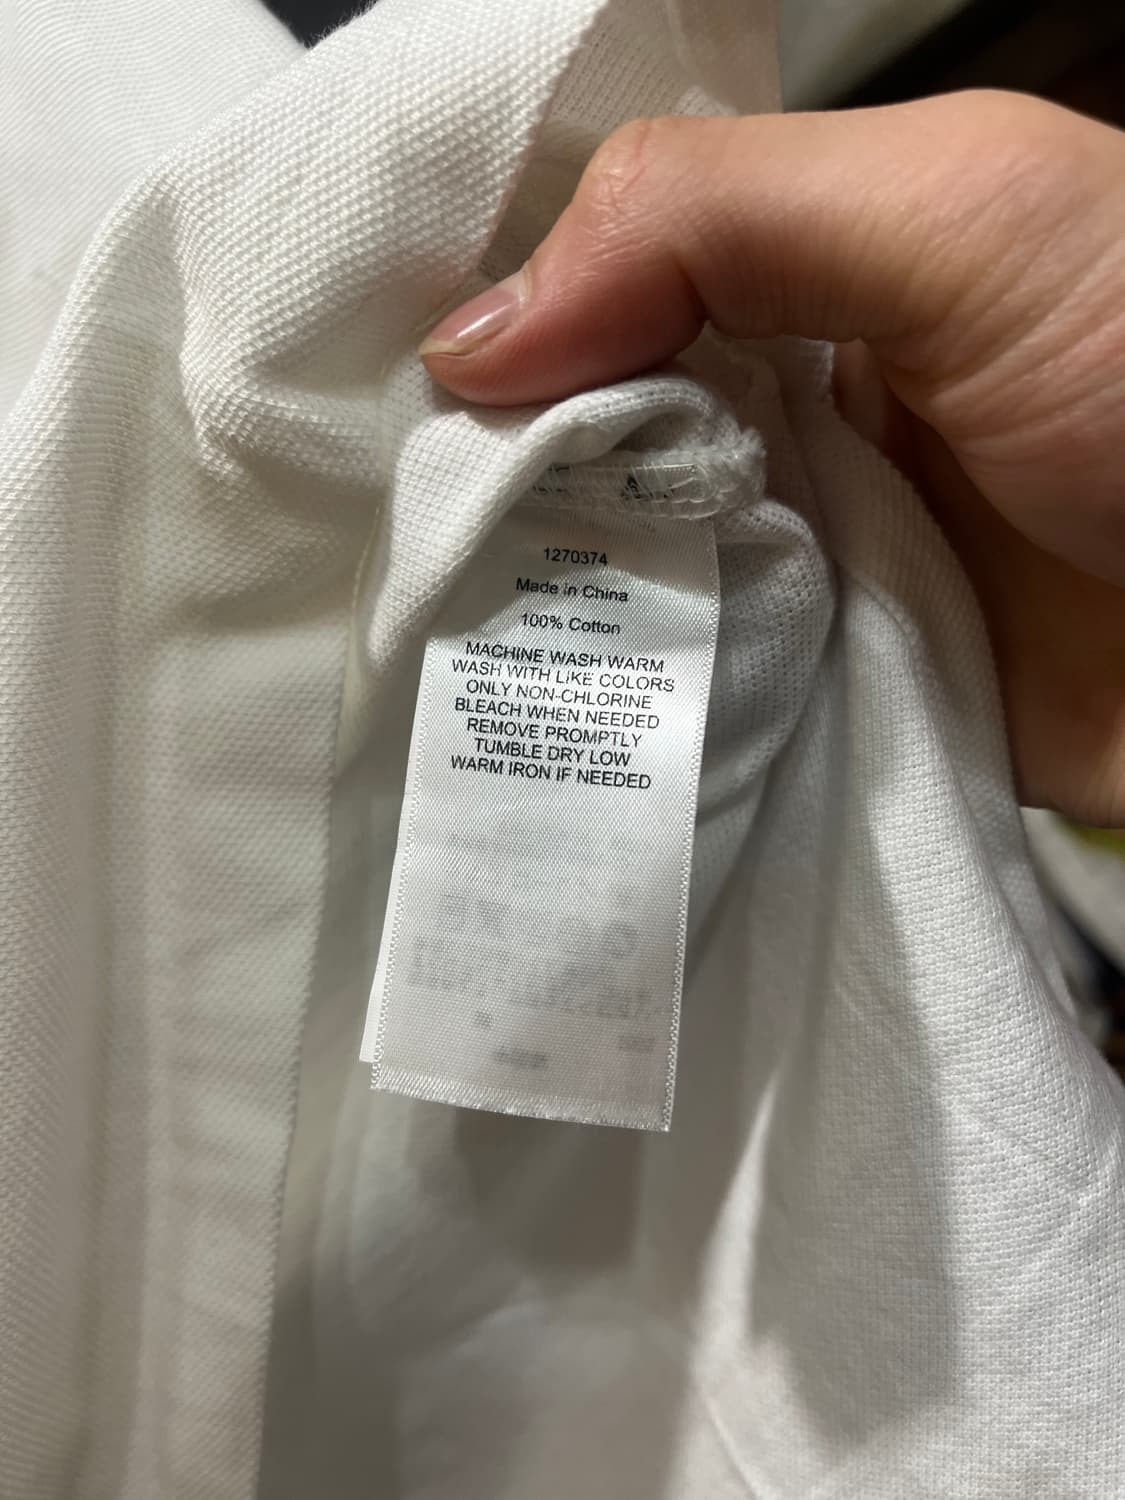 1270374
Made in China
100% Cotton
MACHINE WASH WARM
WASH WITH LIKE COLORS
ONLY NON-CHLORINE
BLEACH WHEN NEEDED
REMOVE PROMPTLY
TUMBLE DRY LOW
WARM IRON IF NEEDED